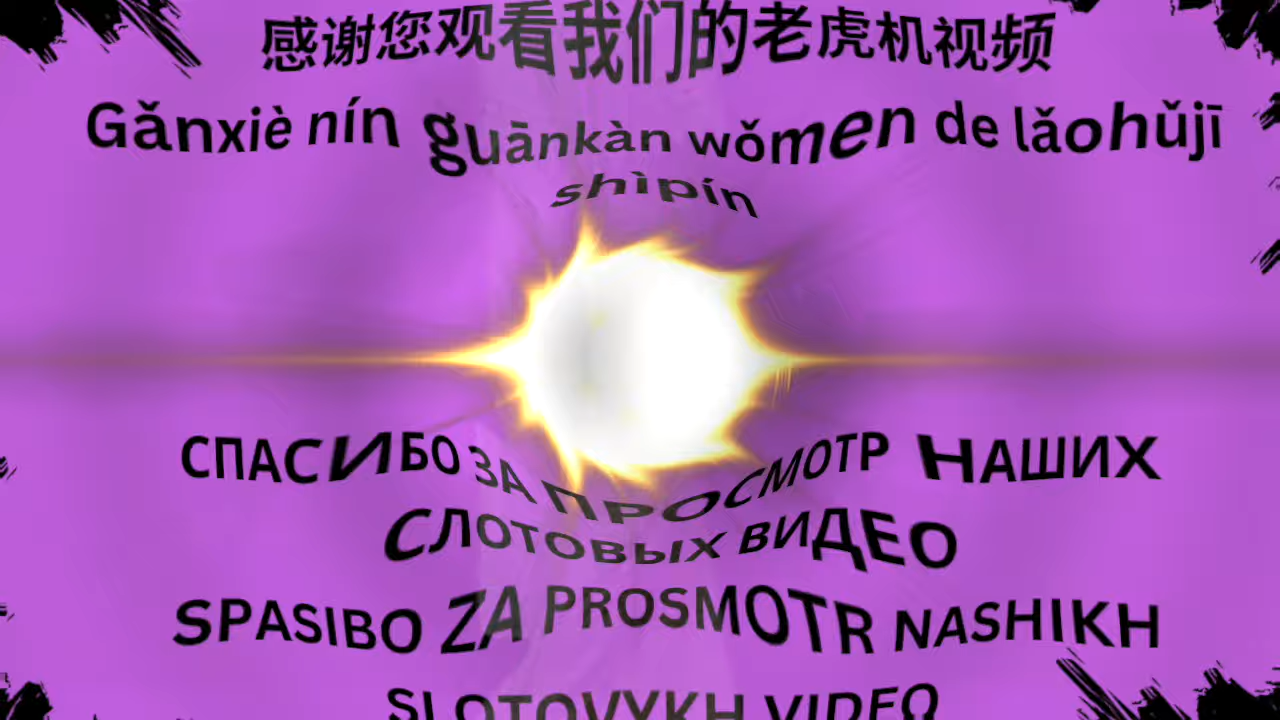 感谢您观看我们的老虎机视频
Gǎnxiè nín guānkàn wǒmen de lǎohǔjī
shìpín
СПАСИБО ЗА ПРОСМОТР НАШИХ
СЛОТОВЫХ ВИДЕО
SPASIBO ZA PROSMOTR NASHIKH
SLOTOVYKH VIDEO